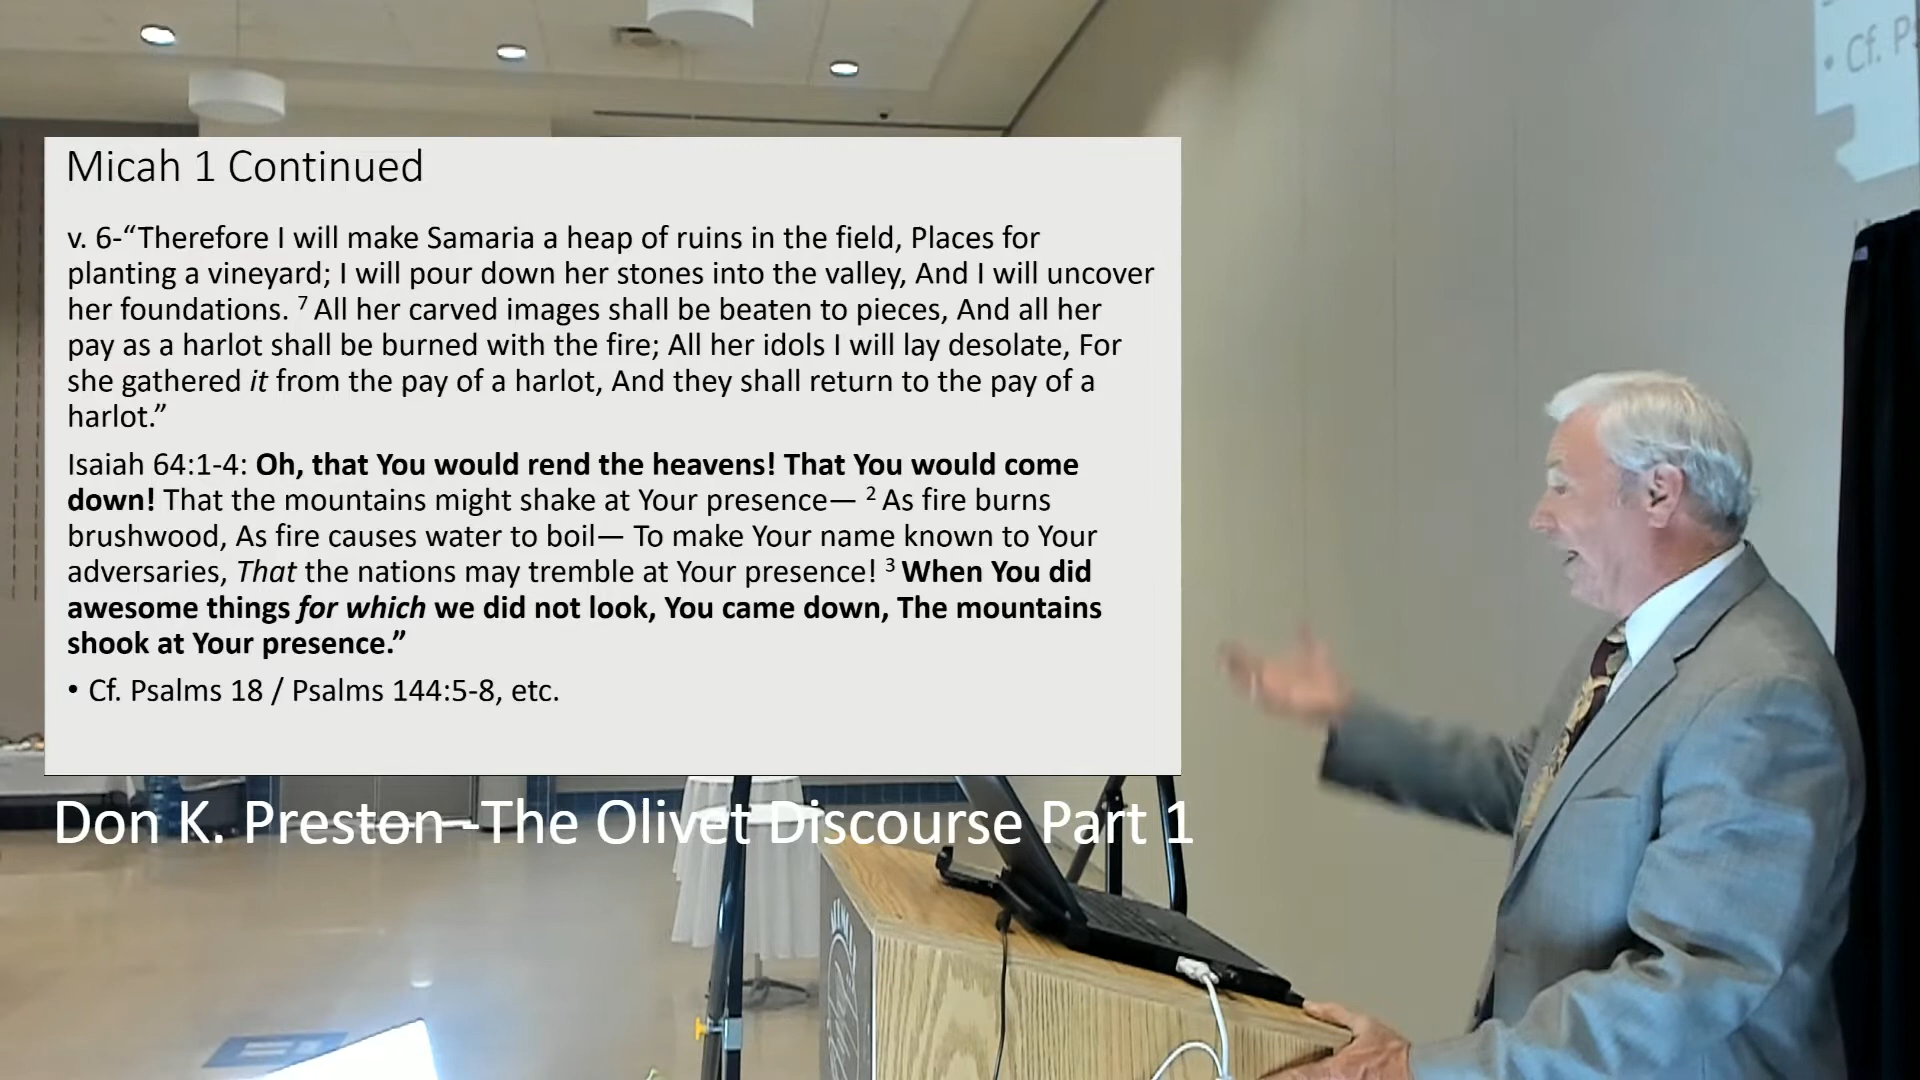 Micah 1 Continued
v. 6-“Therefore I will make Samaria a heap of ruins in the field, Places for
planting a vineyard; I will pour down her stones into the valley, And I will uncover
her foundations. ⁷ All her carved images shall be beaten to pieces, And all her
pay as a harlot shall be burned with the fire; All her idols I will lay desolate, For
she gathered it from the pay of a harlot, And they shall return to the pay of a
harlot.”
Isaiah 64:1-4: Oh, that You would rend the heavens! That You would come
down! That the mountains might shake at Your presence— ² As fire burns
brushwood, As fire causes water to boil— To make Your name known to Your
adversaries, That the nations may tremble at Your presence! ³ When You did
awesome things for which we did not look, You came down, The mountains
shook at Your presence.”
• Cf. Psalms 18 / Psalms 144:5-8, etc.
Don K. Preston--The Olivet Discourse Part 1
• Cf.